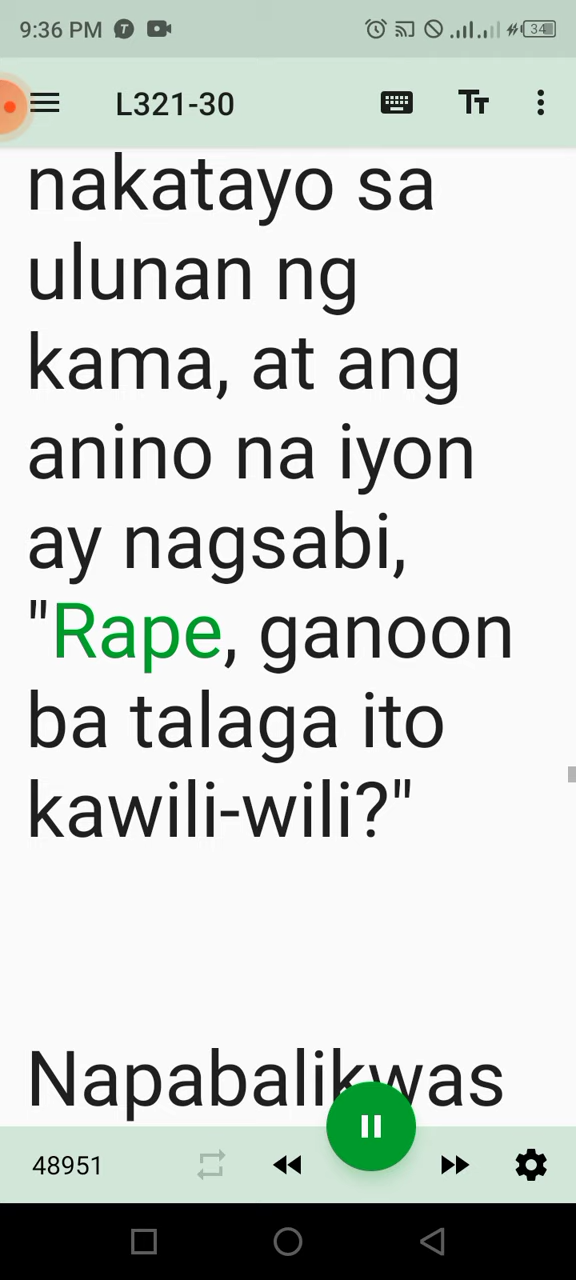 9:36 PM
34
L321-30
nakatayo sa
ulunan ng
kama, at ang
anino na iyon
ay nagsabi,
"Rape, ganoon
ba talaga ito
kawili-wili?"
Napabalikwas
48951